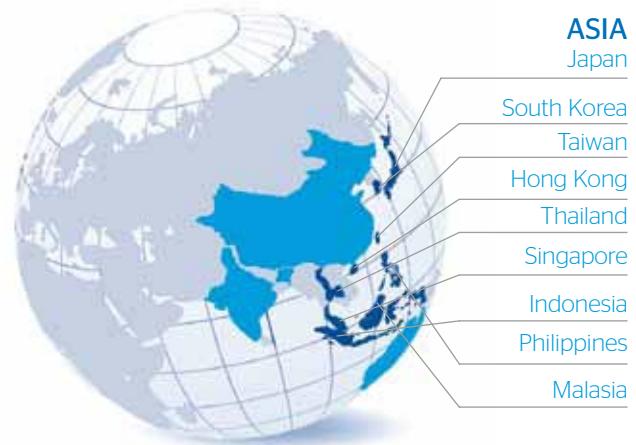 ASIA
Japan
South Korea
Taiwan
Hong Kong
Thailand
Singapore
Indonesia
Philippines
Malasia